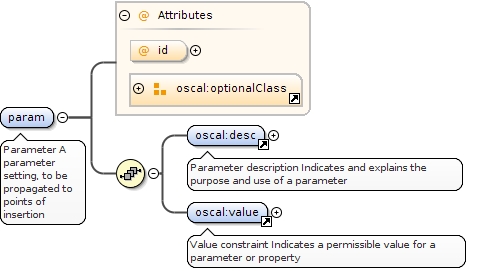 Attributes
@ id
oscal:optionalClass
param
Parameter A
parameter
setting, to be
propagated to
points of
insertion
oscal:desc
Parameter description Indicates and explains the
purpose and use of a parameter
oscal:value
Value constraint Indicates a permissible value for a
parameter or property